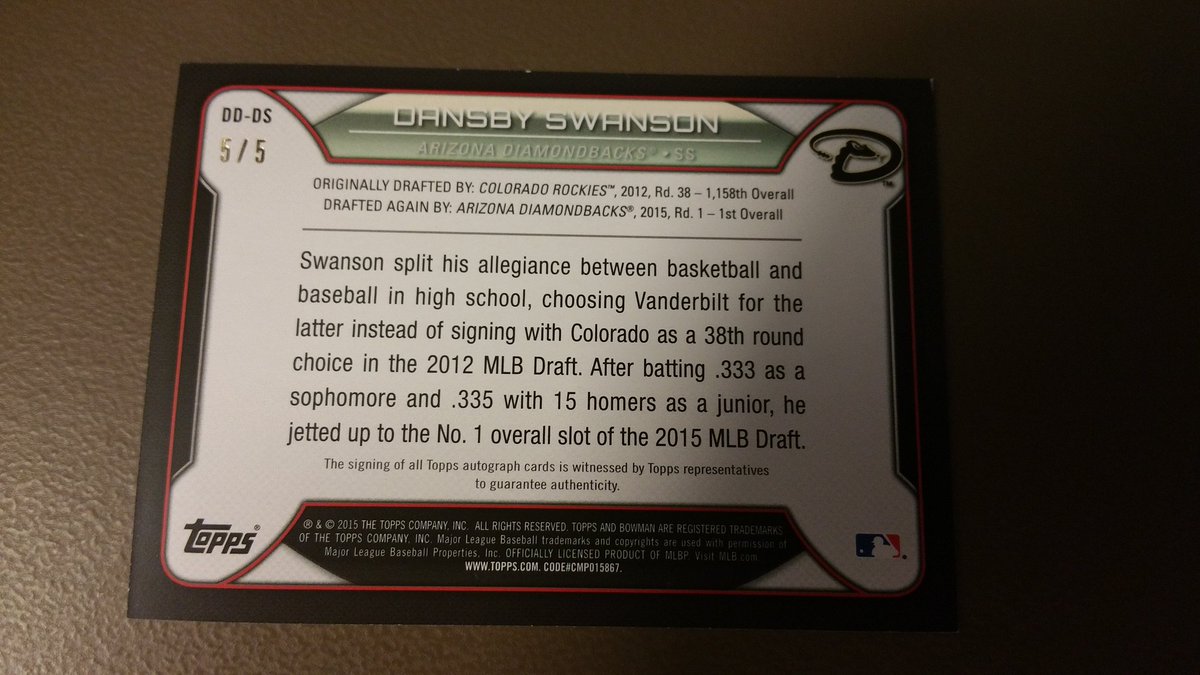 DD-DS
5/5
DANSBY SWANSON
ARIZONA DIAMONDBACKS® • SS
D
TM
ORIGINALLY DRAFTED BY: COLORADO ROCKIES™, 2012, Rd. 38 – 1,158th Overall
DRAFTED AGAIN BY: ARIZONA DIAMONDBACKS®, 2015, Rd. 1 – 1st Overall
Swanson split his allegiance between basketball and
baseball in high school, choosing Vanderbilt for the
latter instead of signing with Colorado as a 38th round
choice in the 2012 MLB Draft. After batting .333 as a
sophomore and .335 with 15 homers as a junior, he
jetted up to the No. 1 overall slot of the 2015 MLB Draft.
The signing of all Topps autograph cards is witnessed by Topps representatives
to guarantee authenticity.
Topps®
® & © 2015 THE TOPPS COMPANY, INC. ALL RIGHTS RESERVED. TOPPS AND BOWMAN ARE REGISTERED TRADEMARKS
OF THE TOPPS COMPANY, INC. Major League Baseball trademarks and copyrights are used with permission of
Major League Baseball Properties, Inc. OFFICIALLY LICENSED PRODUCT OF MLBP. Visit MLB.com
WWW.TOPPS.COM. CODE#CMP015867.